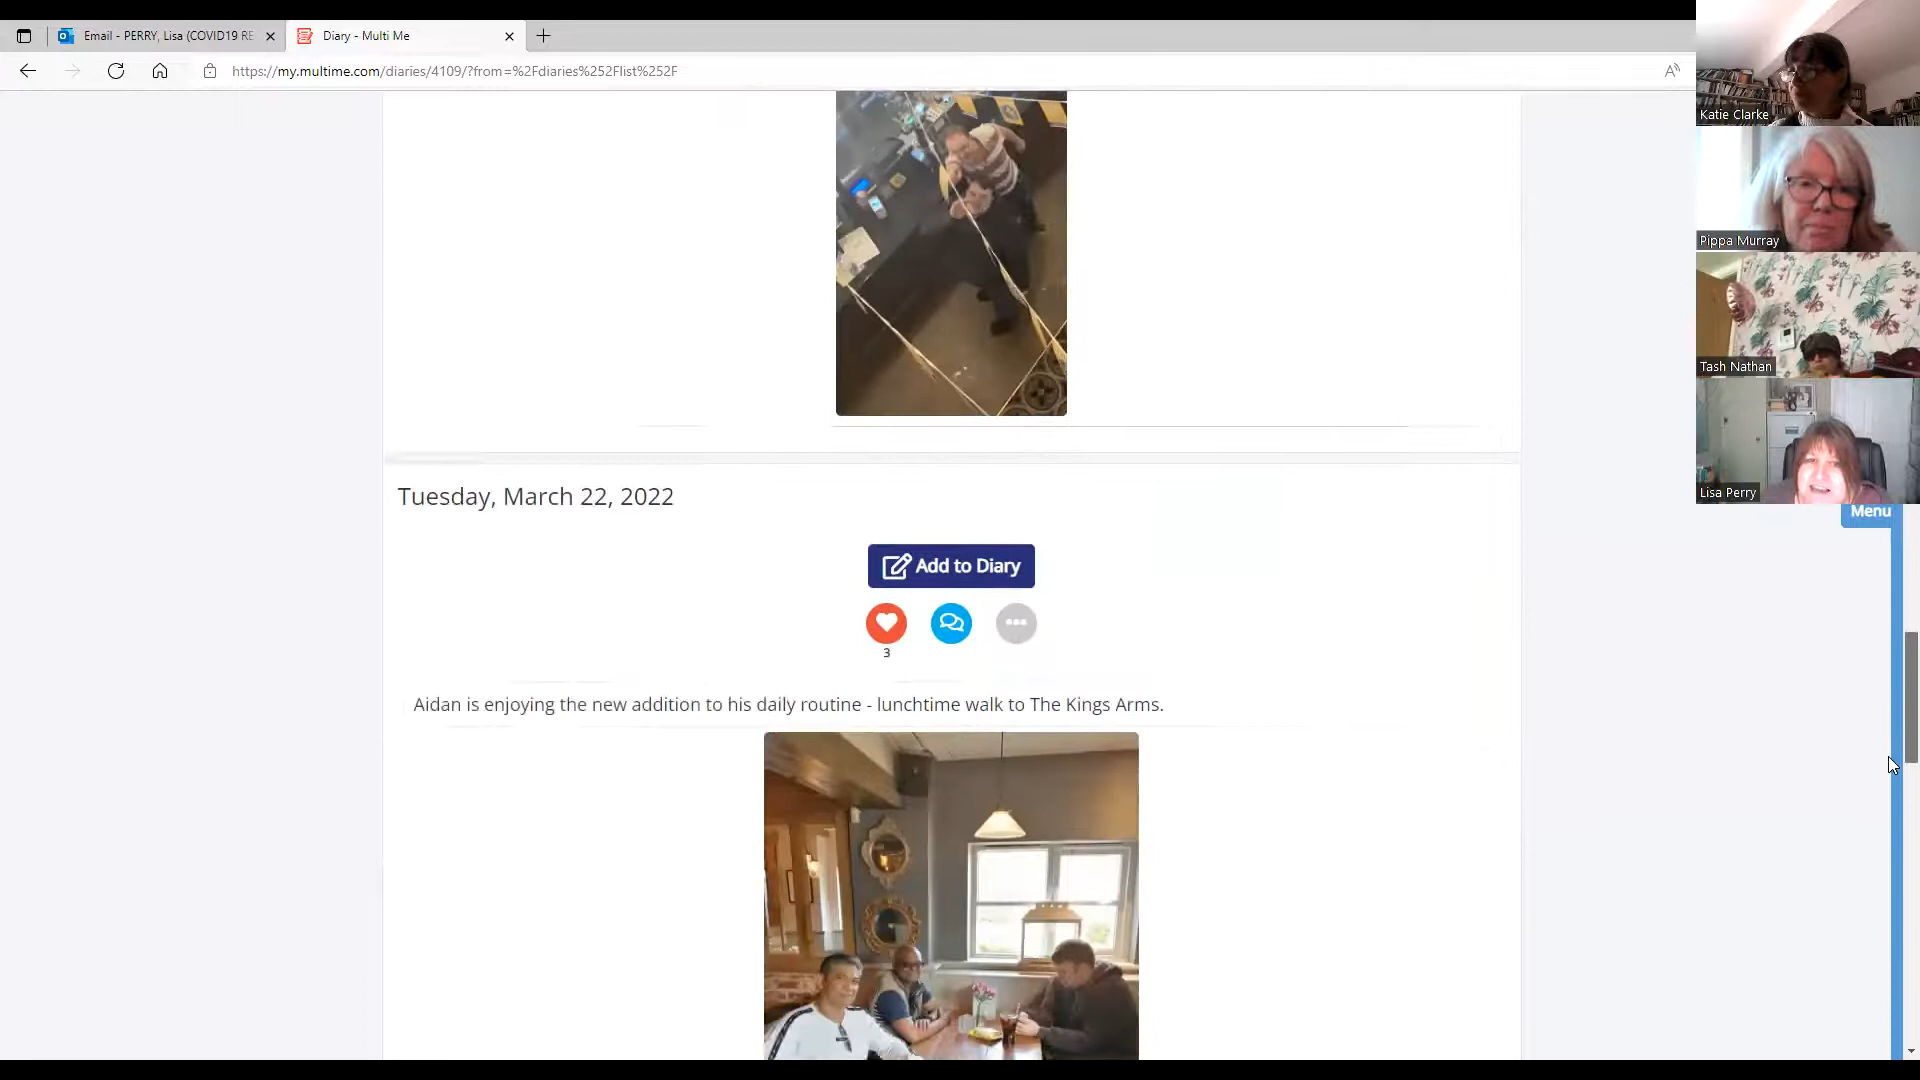 Email - PERRY, Lisa (COVID19 RE
Diary - Multi Me
https://my.multime.com/diaries/4109/?from=%2Fdiaries%252Flist%252F
Katie Clarke
Pippa Murray
Tash Nathan
Lisa Perry
Menu
Tuesday, March 22, 2022
Add to Diary
3
Aidan is enjoying the new addition to his daily routine - lunchtime walk to The Kings Arms.